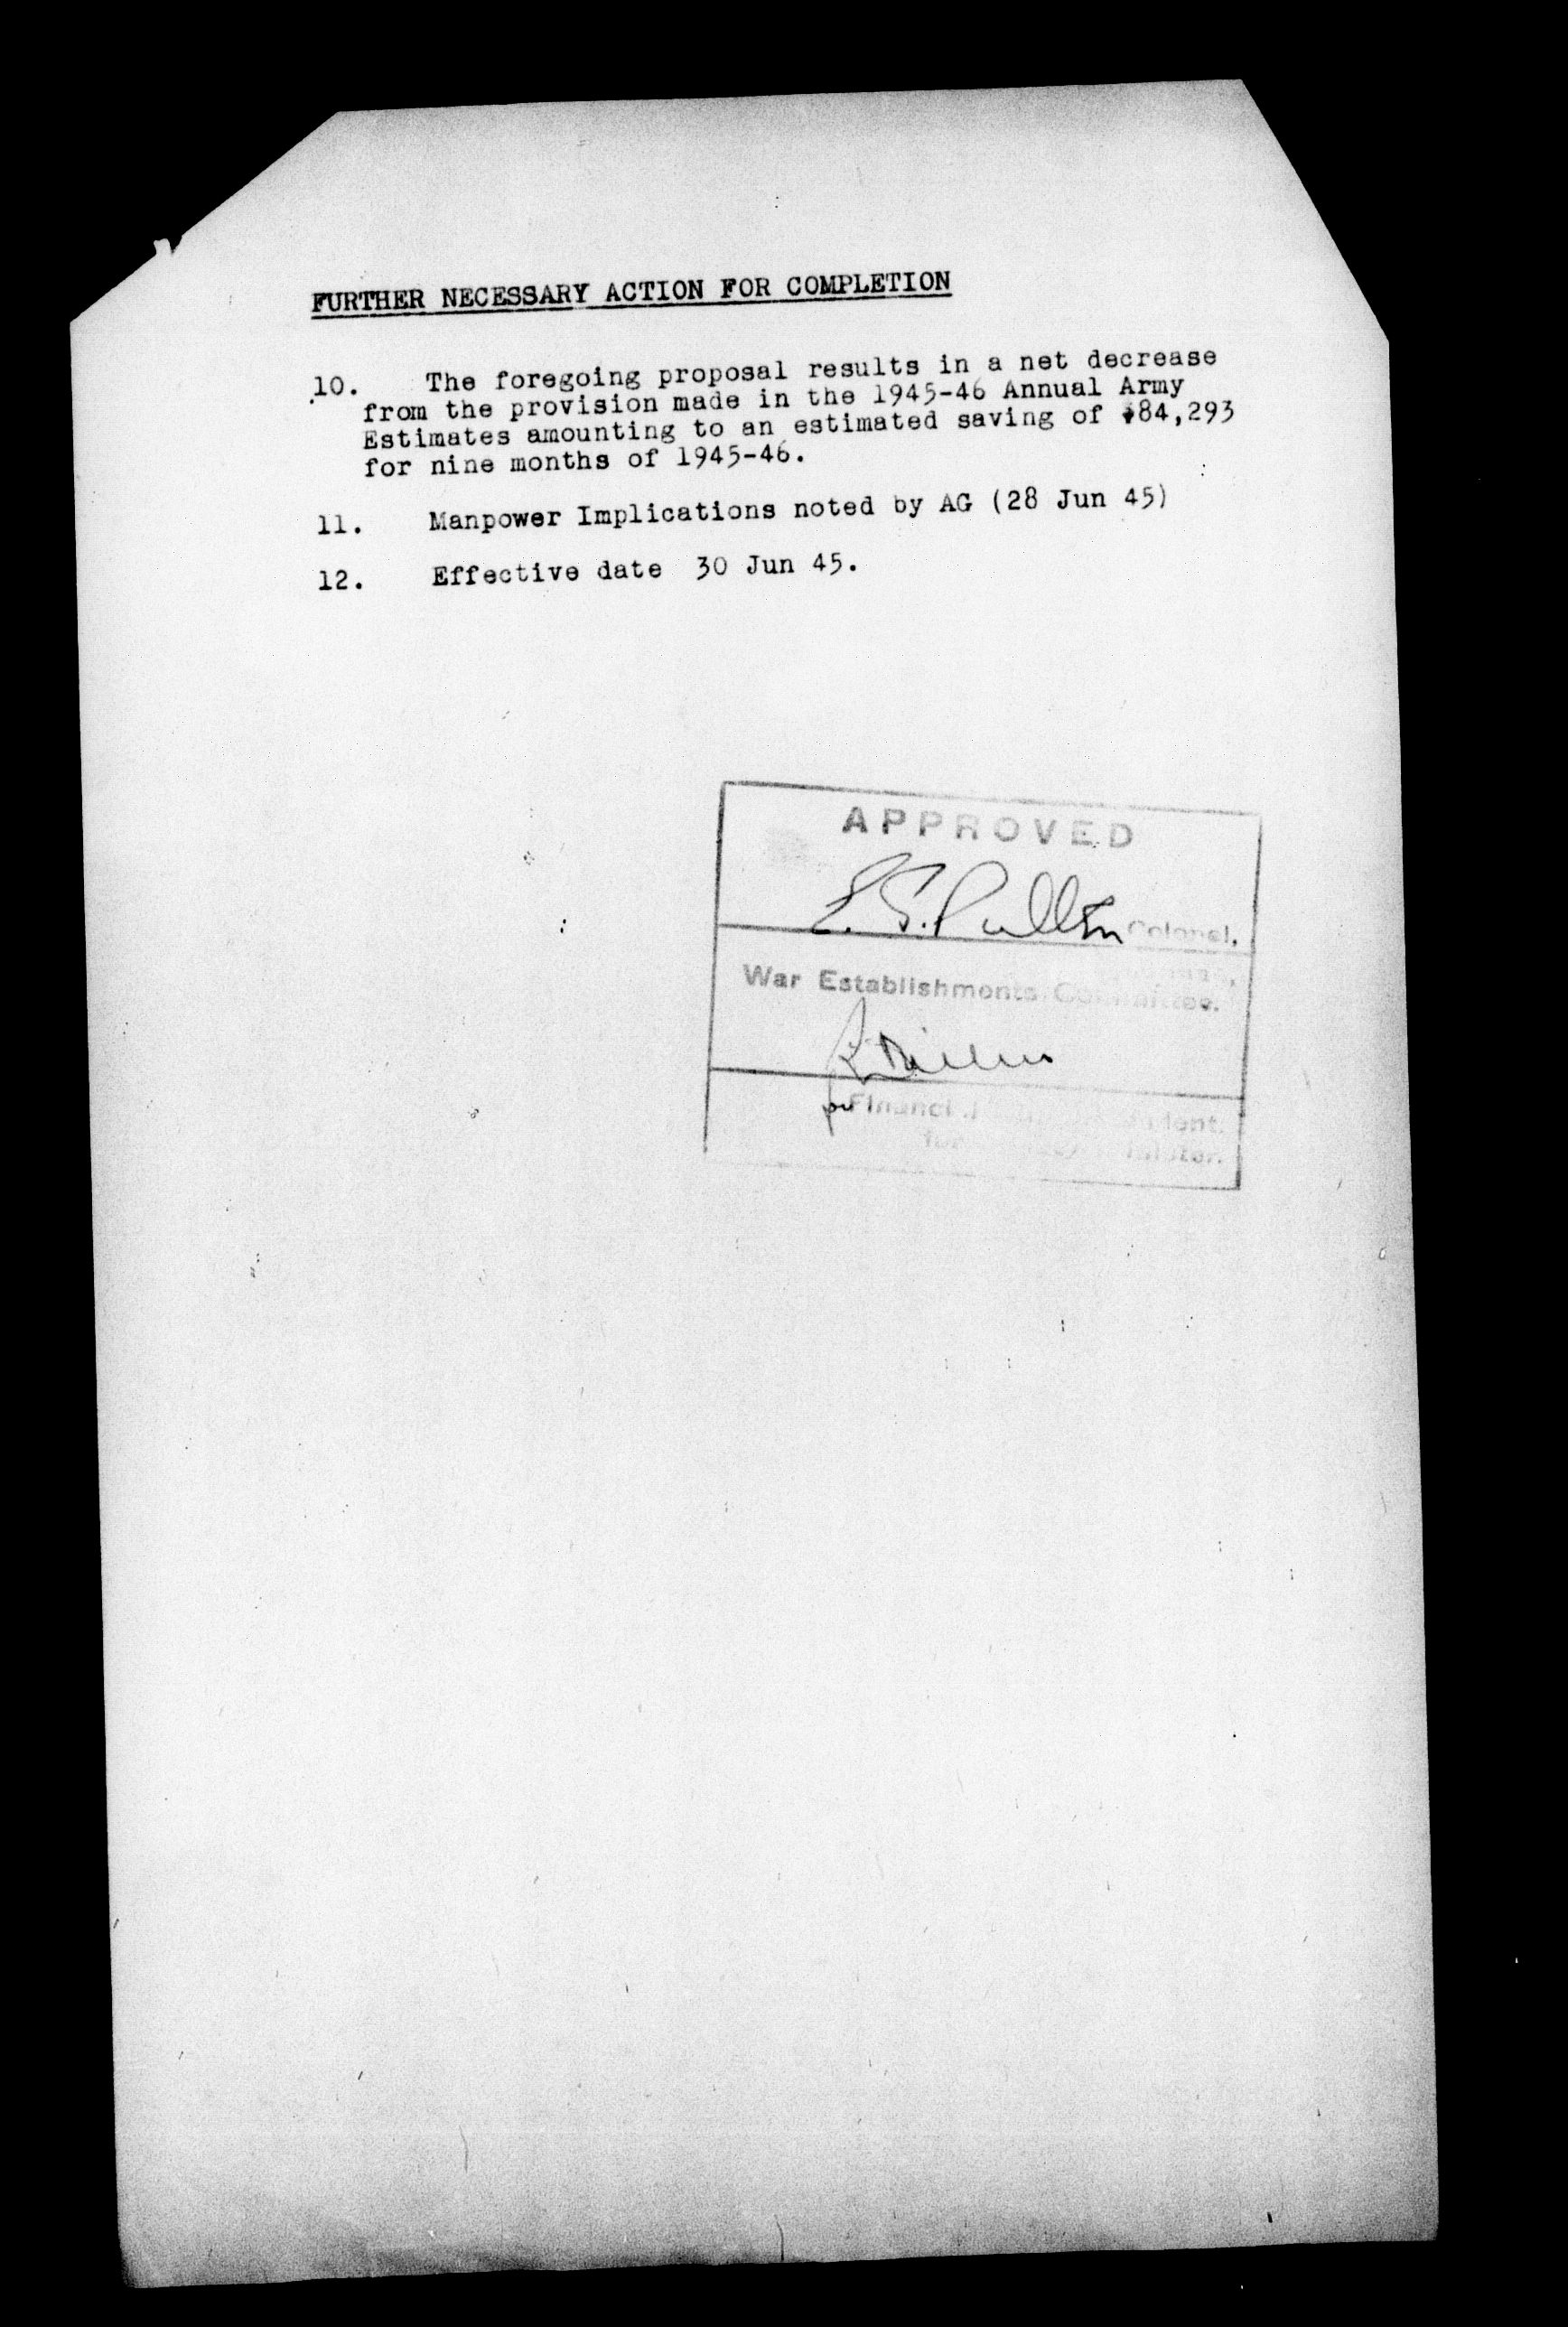 FURTHER NECESSARY ACTION FOR COMPLETION
10. The foregoing proposal results in a net decrease
from the provision made in the 1945-46 Annual Army
Estimates amounting to an estimated saving of $84,293
for nine months of 1945-46.
11. Manpower Implications noted by AG (28 Jun 45)
12. Effective date 30 Jun 45.
APPROVED
Colonel,
War Establishments Committee.
for